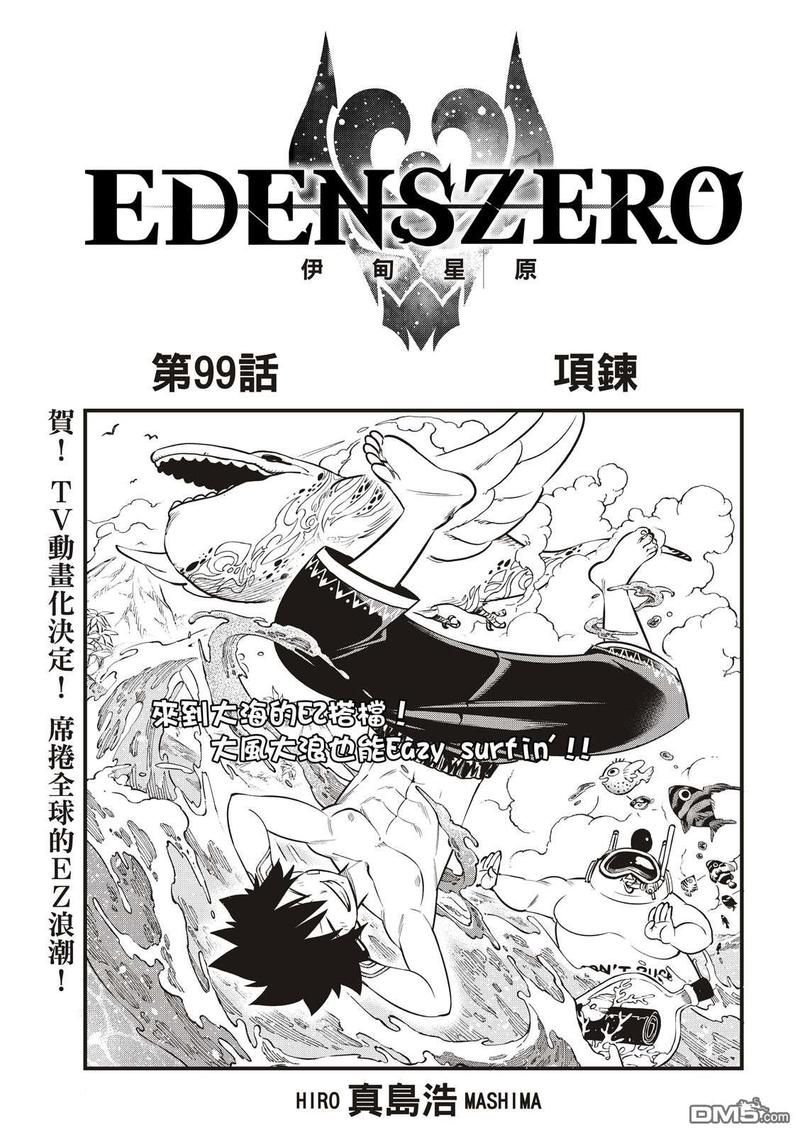 EDENSZERO
伊甸星原
第99話
項鍊
賀！TV動畫化決定！席捲全球的EZ浪潮！
來到大海的EZ搭檔！
大風大浪也能Eazy surfin'!!
HIRO 真島浩 MASHIMA
DM5.com